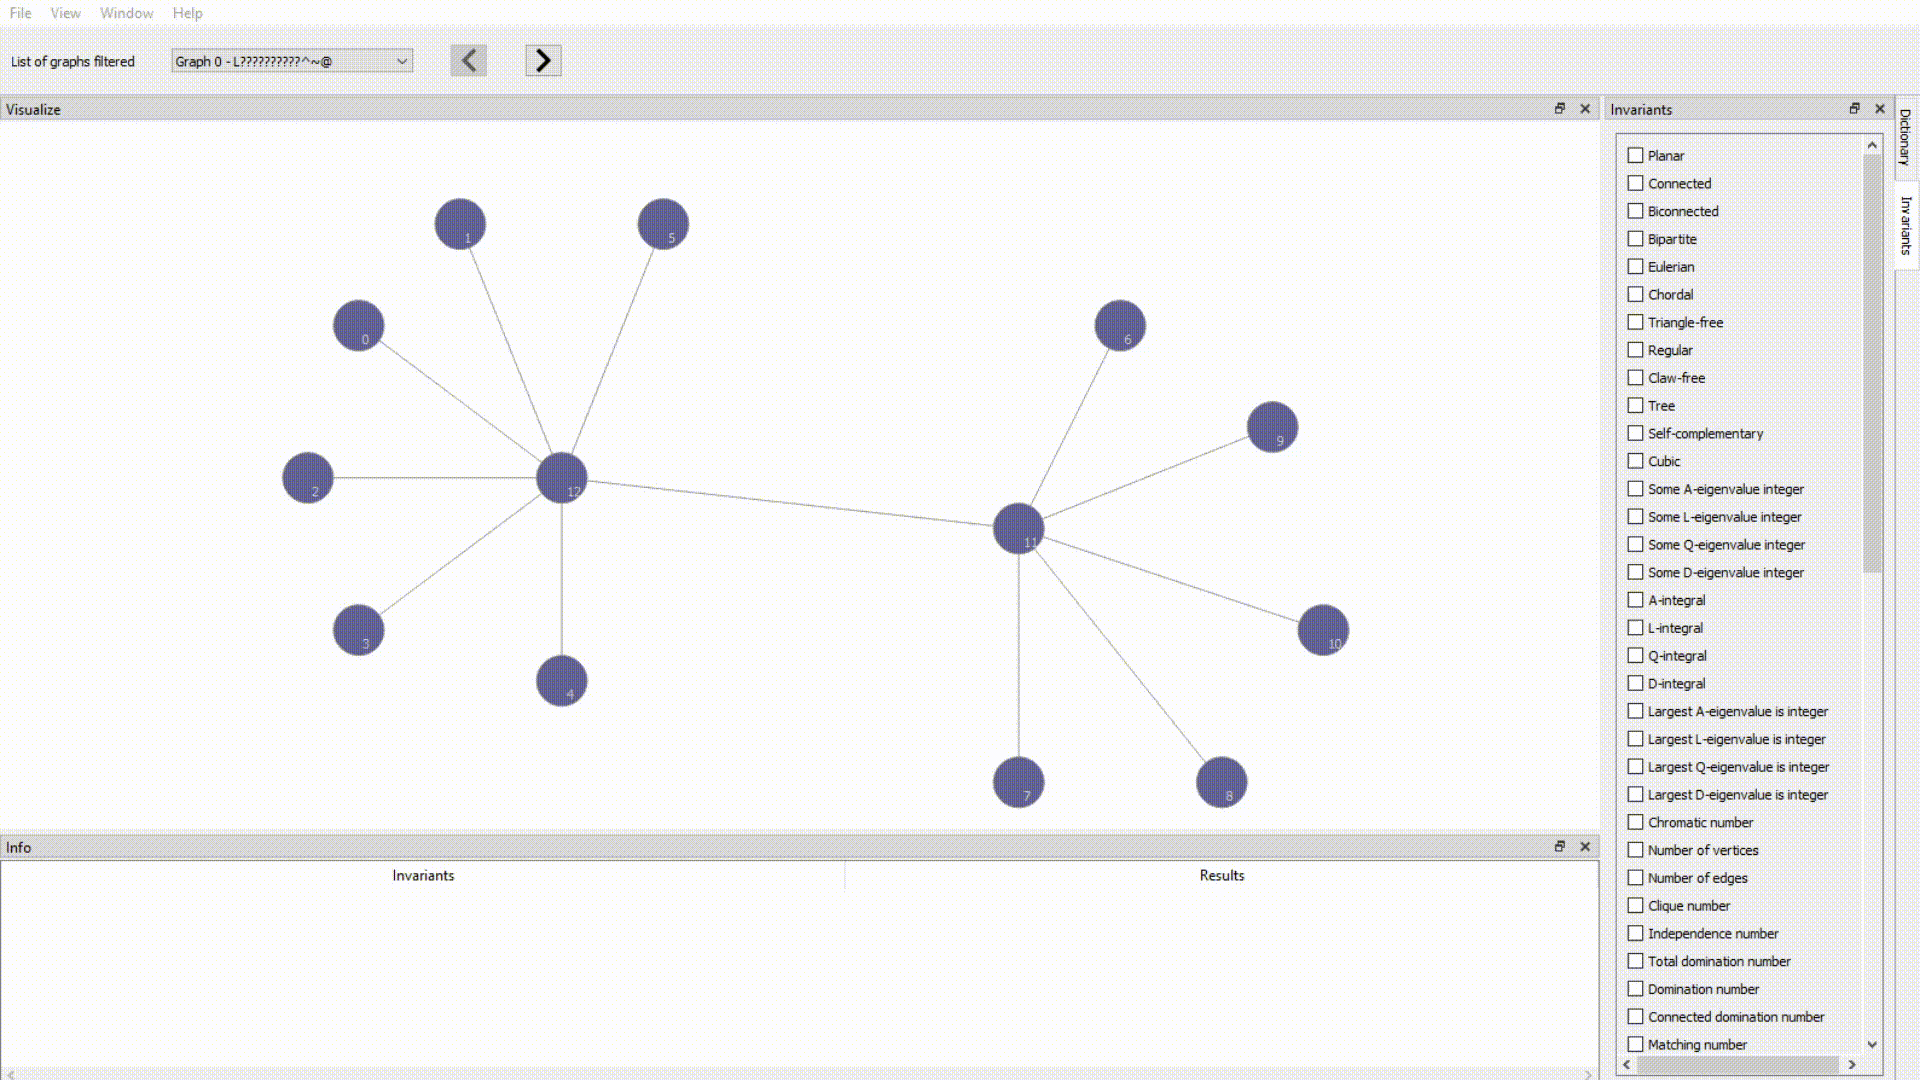 File View Window Help
List of graphs filtered Graph 0 - L??????????^~@
Visualize
Invariants
1
5
0
6
9
2
12
11
3
10
4
7
8
Planar
Connected
Biconnected
Bipartite
Eulerian
Chordal
Triangle-free
Regular
Claw-free
Tree
Self-complementary
Cubic
Some A-eigenvalue integer
Some L-eigenvalue integer
Some Q-eigenvalue integer
Some D-eigenvalue integer
A-integral
L-integral
Q-integral
D-integral
Largest A-eigenvalue is integer
Largest L-eigenvalue is integer
Largest Q-eigenvalue is integer
Largest D-eigenvalue is integer
Chromatic number
Number of vertices
Number of edges
Clique number
Independence number
Total domination number
Domination number
Connected domination number
Matching number
Dictionary
Invariants
Info
Invariants Results